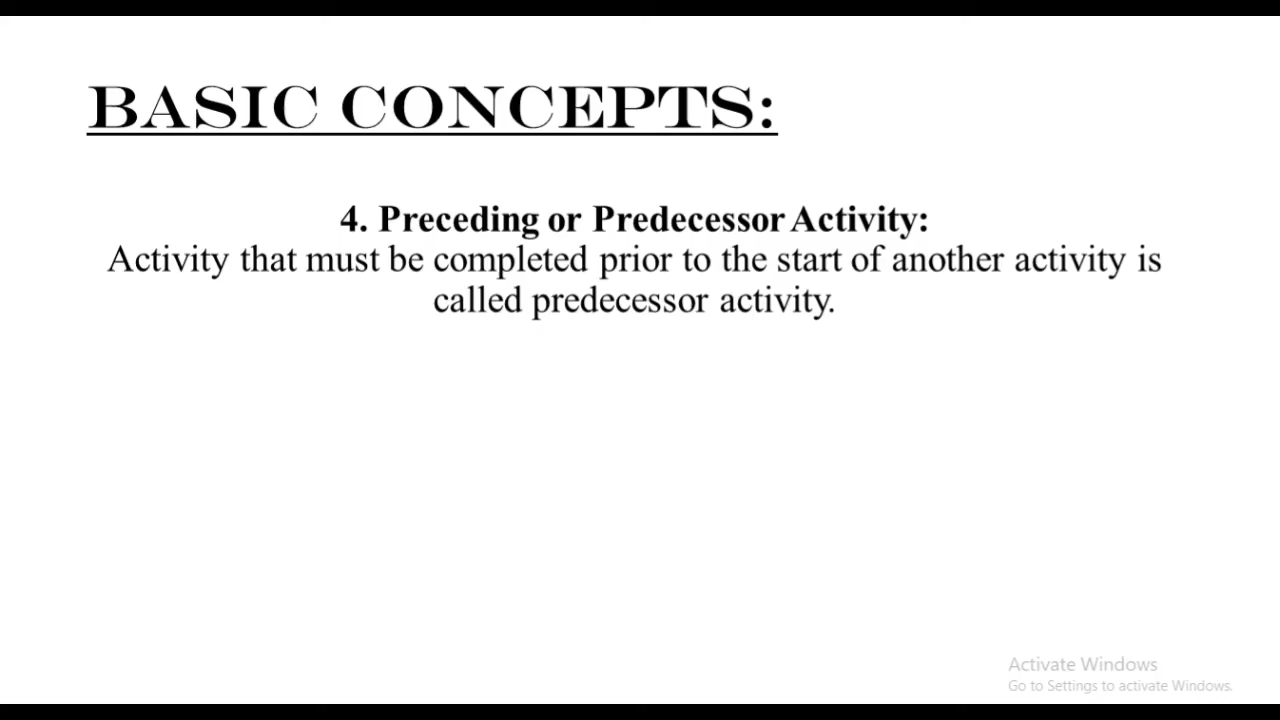 BASIC CONCEPTS:
4. Preceding or Predecessor Activity:
Activity that must be completed prior to the start of another activity is
called predecessor activity.
Activate Windows
Go to Settings to activate Windows.